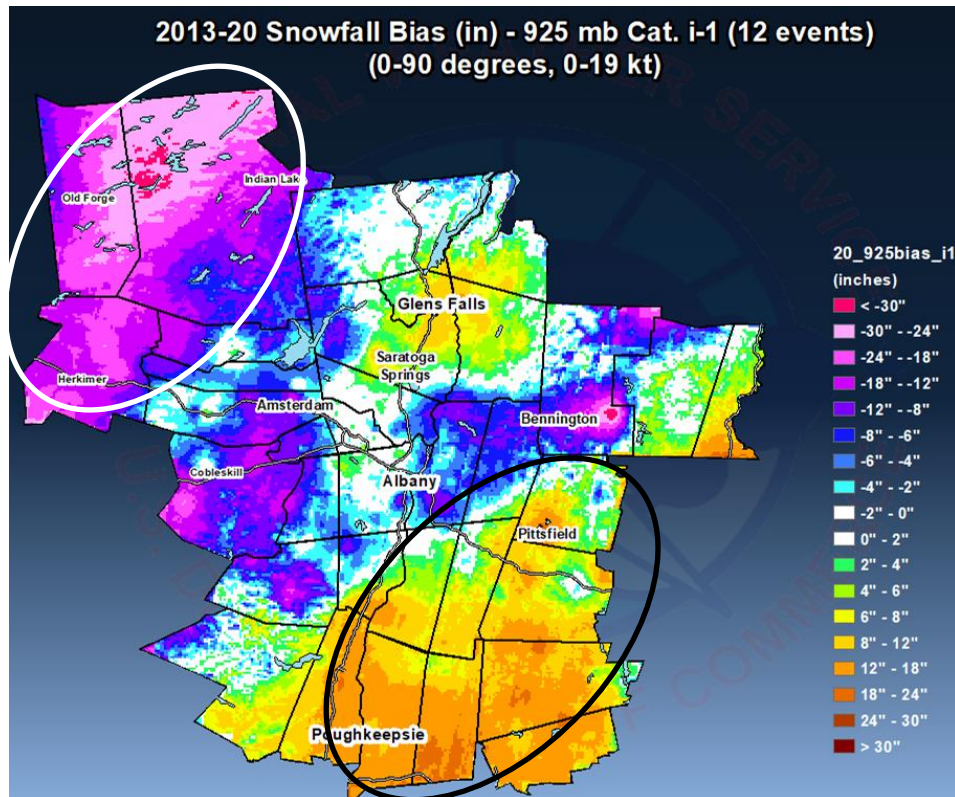 2013-20 Snowfall Bias (in) - 925 mb Cat. i-1 (12 events)
(0-90 degrees, 0-19 kt)
Old Forge
Indian Lake
Glens Falls
Saratoga
Springs
Herkimer
Amsterdam
Bennington
Cobleskill
Albany
Pittsfield
Poughkeepsie
20_925bias_i1
(inches)
< -30"
-30" - -24"
-24" - -18"
-18" - -12"
-12" - -8"
-8" - -6"
-6" - -4"
-4" - -2"
-2" - 0"
0" - 2"
2" - 4"
4" - 6"
6" - 8"
8" - 12"
12" - 18"
18" - 24"
24" - 30"
> 30"